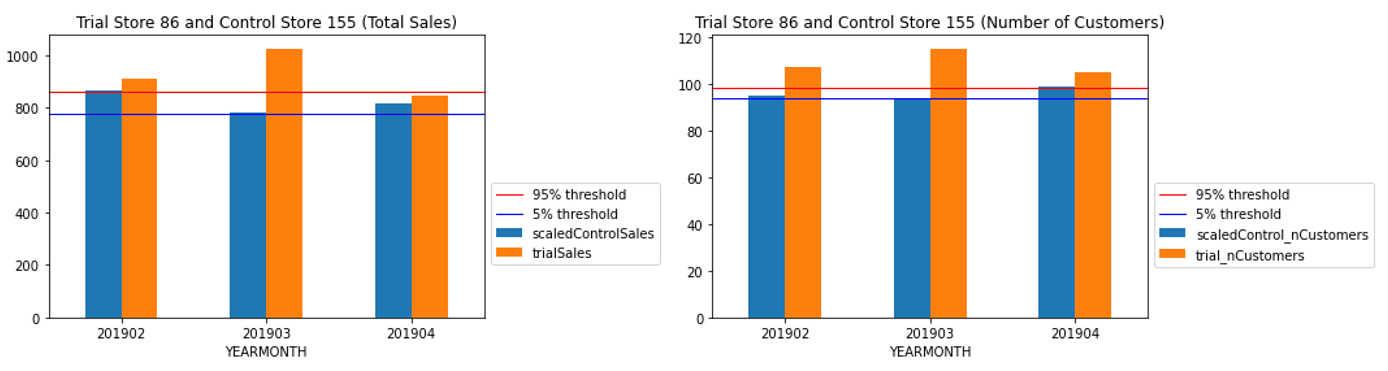 Trial Store 86 and Control Store 155 (Total Sales)
1000
800
600
400
200
0
201902
201903
201904
YEARMONTH
95% threshold
5% threshold
scaledControlSales
trialSales
Trial Store 86 and Control Store 155 (Number of Customers)
120
100
80
60
40
20
0
201902
201903
201904
YEARMONTH
95% threshold
5% threshold
scaledControl_nCustomers
trial_nCustomers